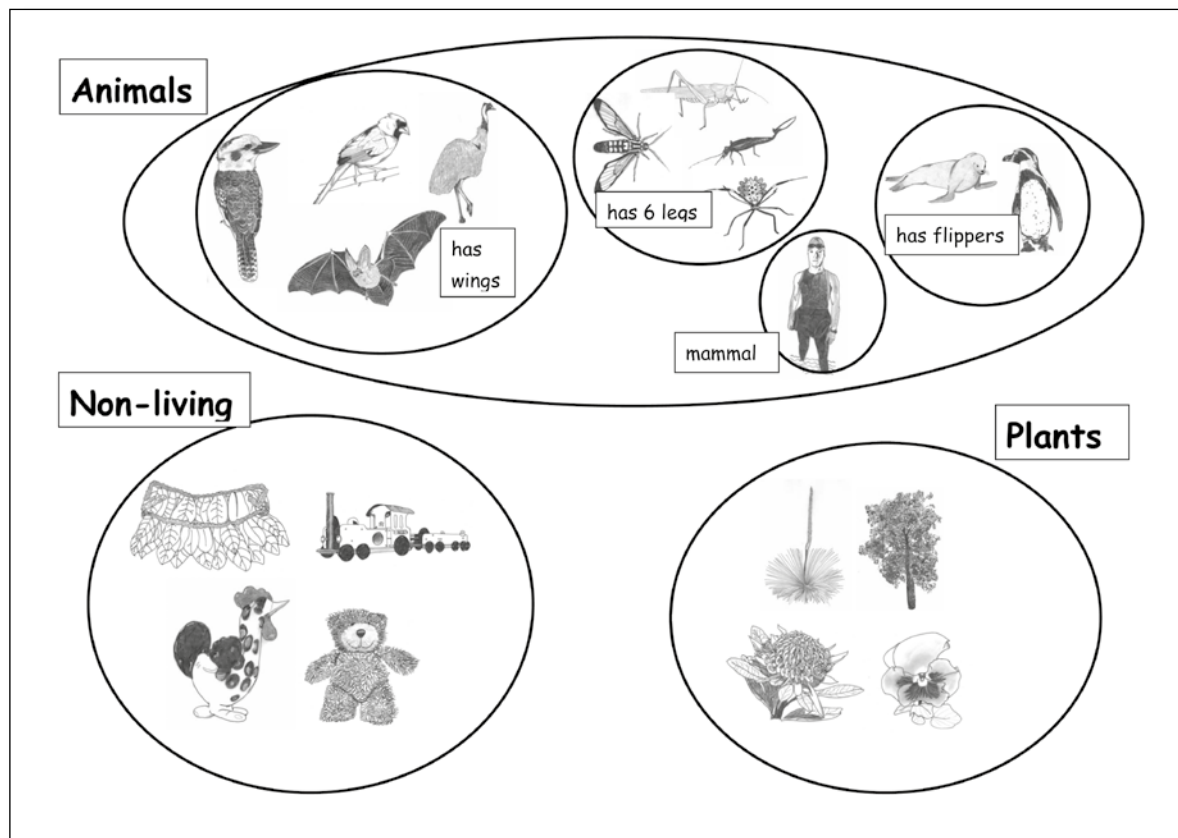 Animals
has
wings
has 6 legs
has flippers
mammal
Non-living
Plants